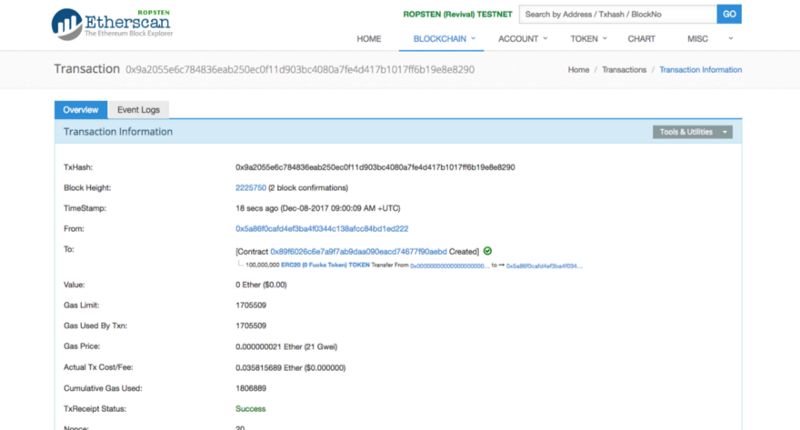 ROPSTEN
Etherscan
The Ethereum Block Explorer
ROPSTEN (Revival) TESTNET
Search by Address / Txhash / BlockNo
GO
HOME BLOCKCHAIN ACCOUNT TOKEN CHART MISC
Transaction 0x9a2055e6c784836eab250ec0f11d903bc4080a7fe4d417b1017ff6b19e8e8290
Home / Transactions / Transaction Information
Overview Event Logs
Transaction Information
Tools & Utilities
TxHash: 0x9a2055e6c784836eab250ec0f11d903bc4080a7fe4d417b1017ff6b19e8e8290
Block Height: 2225750 (2 block confirmations)
TimeStamp: 18 secs ago (Dec-08-2017 09:00:09 AM +UTC)
From: 0x5a86f0cafd4ef3ba4f0344c138afcc84bd1ed222
To: [Contract 0x89f6026c6e7a9f7ab9daa090eacd74677f90aebd Created]
100,000,000 ERC20 (0 Fucks Token) TOKEN Transfer From 0x0000000000000000000... to ➞ 0x5a86f0cafd4ef3ba4f034...
Value: 0 Ether ($0.00)
Gas Limit: 1705509
Gas Used By Txn: 1705509
Gas Price: 0.000000021 Ether (21 Gwei)
Actual Tx Cost/Fee: 0.035815689 Ether ($0.000000)
Cumulative Gas Used: 1806889
TxReceipt Status: Success
Nonce: 20